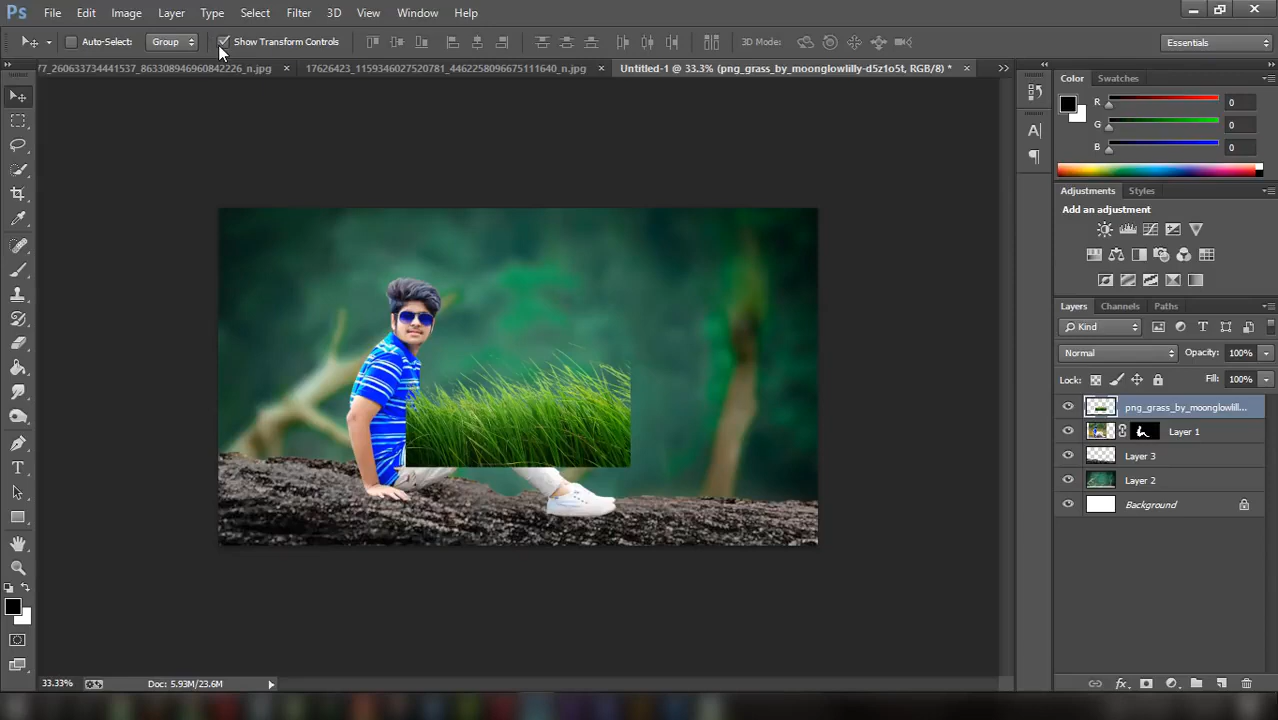 Ps File Edit Image Layer Type Select Filter 3D View Window Help
Auto-Select: Group Show Transform Controls 3D Mode: Essentials
77_260633734441537_863308946960842226_n.jpg × 17626423_1159346027520781_4462258096675111640_n.jpg × Untitled-1 @ 33.3% (png_grass_by_moonglowlilly-d5z1o5t, RGB/8) * ×
Color Swatches
R 0
G 0
B 0
Adjustments Styles
Add an adjustment
Layers Channels Paths
Kind
Normal Opacity: 100%
Lock: Fill: 100%
png_grass_by_moonglowlill...
Layer 1
Layer 3
Layer 2
Background
33.33% Doc: 5.93M/23.6M